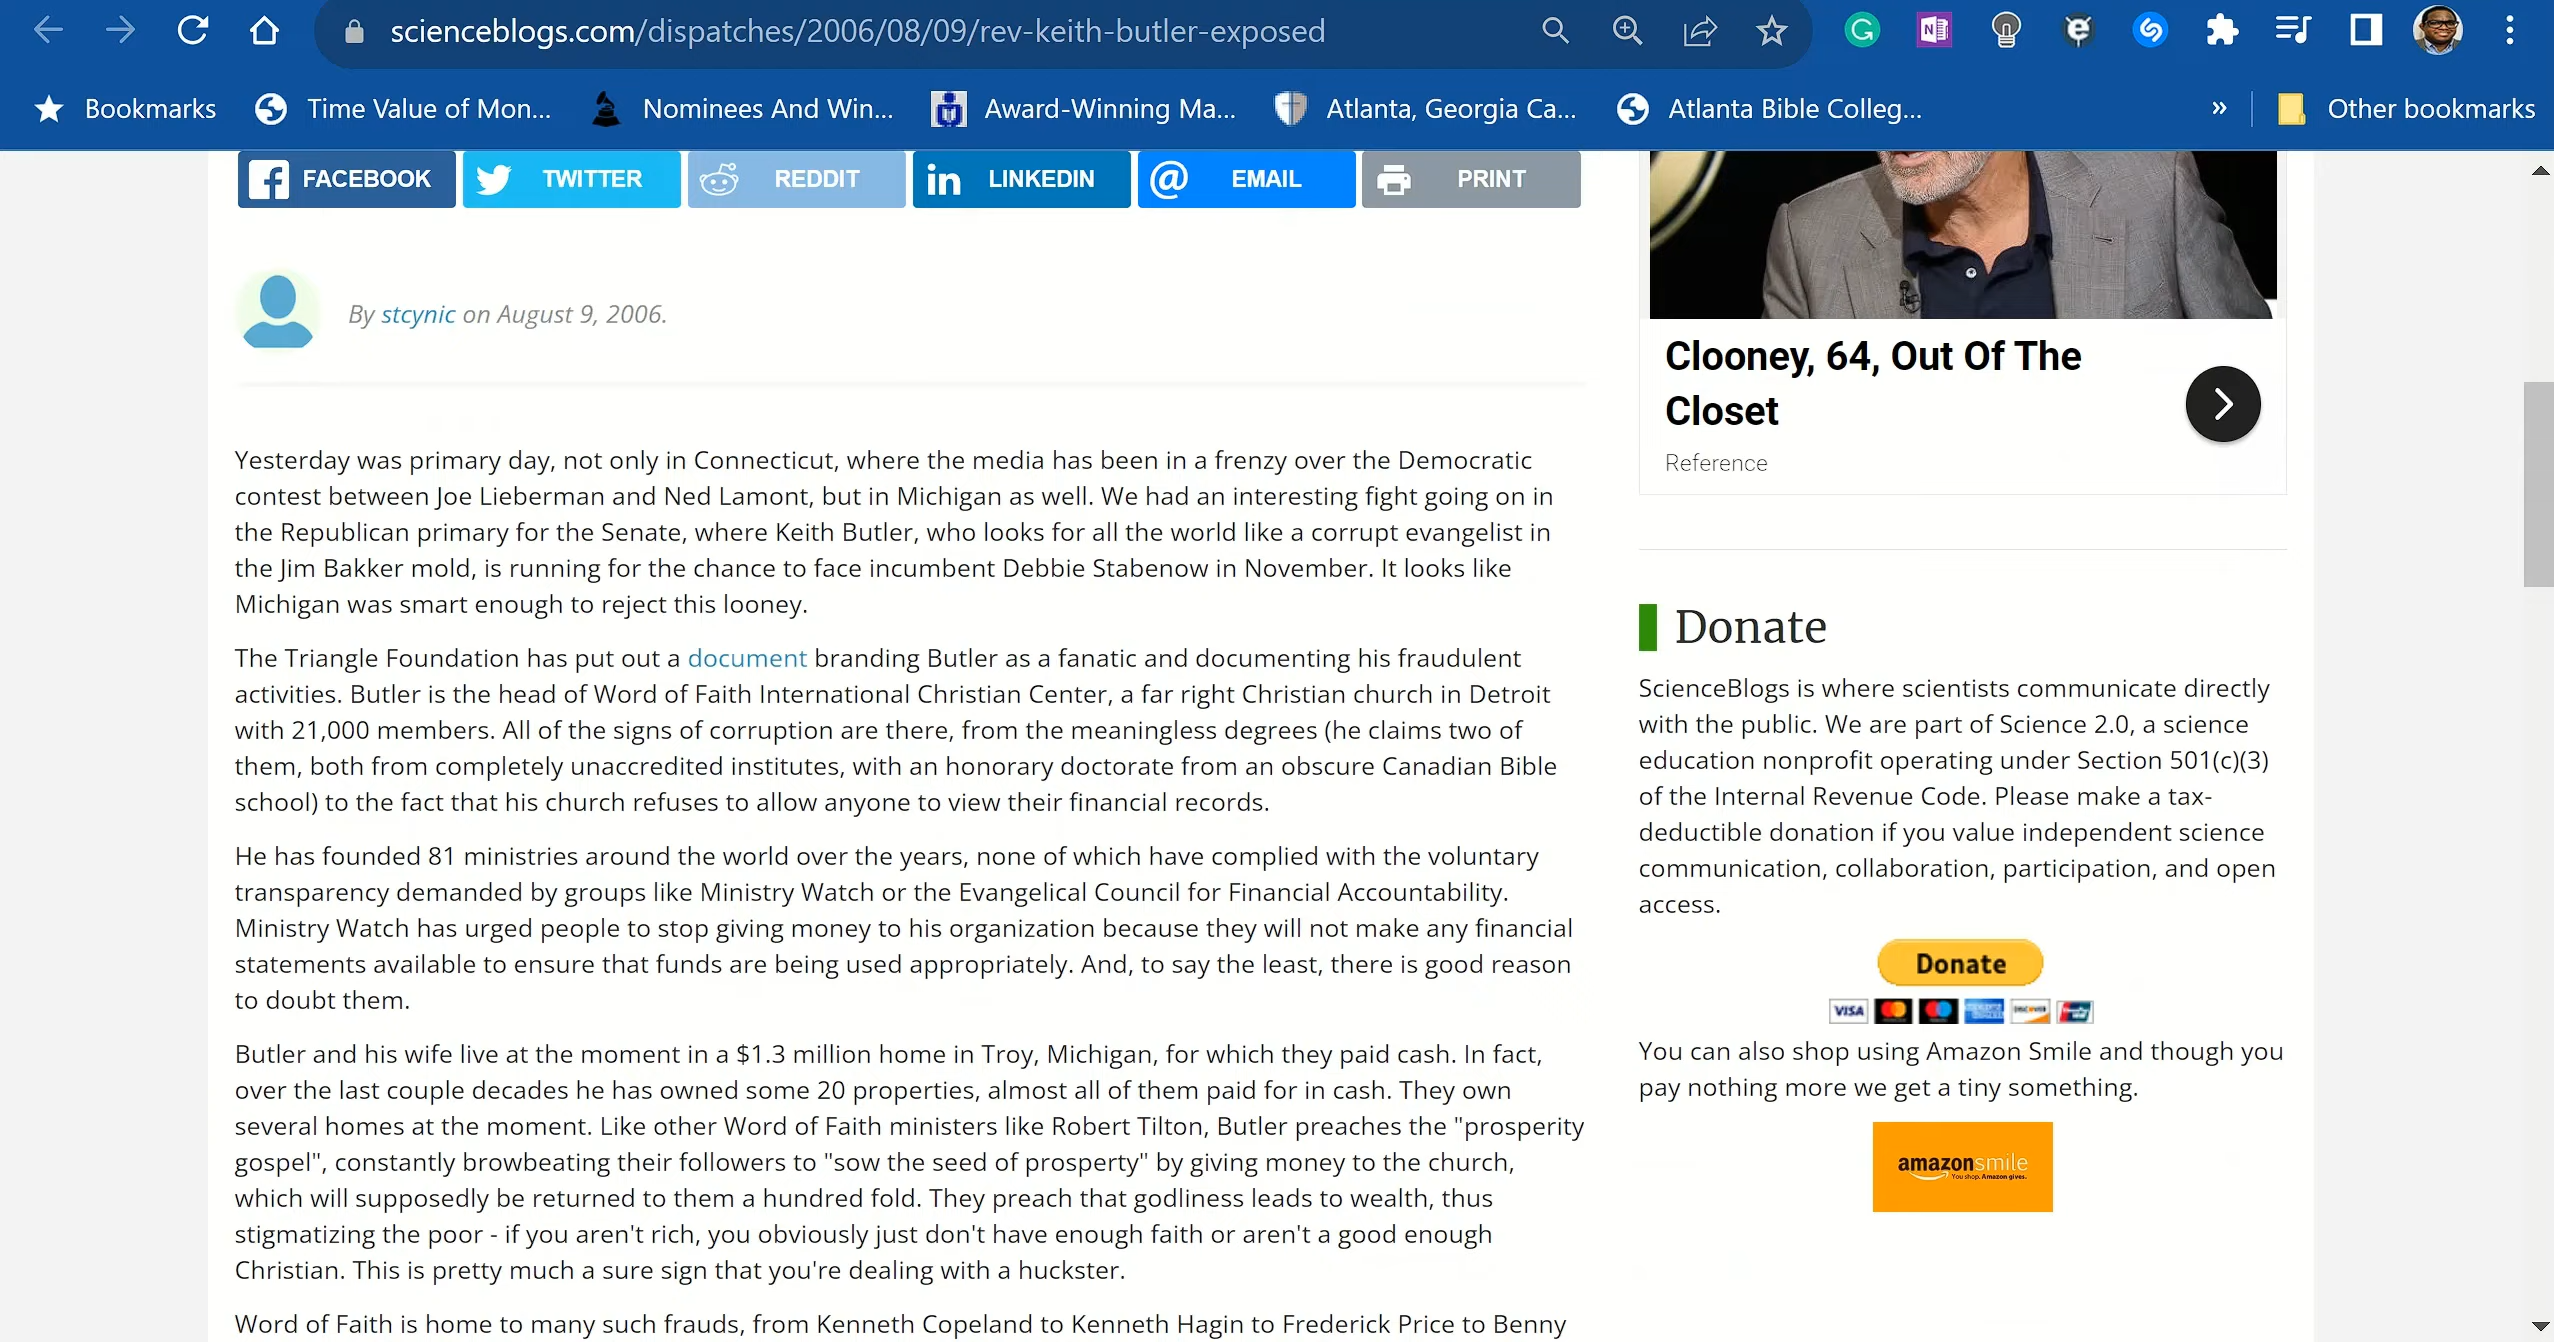 scienceblogs.com/dispatches/2006/08/09/rev-keith-butler-exposed
Bookmarks
Time Value of Mon...
Nominees And Win...
Award-Winning Ma...
Atlanta, Georgia Ca...
Atlanta Bible Colleg...
»
Other bookmarks
FACEBOOK
TWITTER
REDDIT
LINKEDIN
EMAIL
PRINT
By stcynic on August 9, 2006.
Yesterday was primary day, not only in Connecticut, where the media has been in a frenzy over the Democratic
contest between Joe Lieberman and Ned Lamont, but in Michigan as well. We had an interesting fight going on in
the Republican primary for the Senate, where Keith Butler, who looks for all the world like a corrupt evangelist in
the Jim Bakker mold, is running for the chance to face incumbent Debbie Stabenow in November. It looks like
Michigan was smart enough to reject this looney.
The Triangle Foundation has put out a document branding Butler as a fanatic and documenting his fraudulent
activities. Butler is the head of Word of Faith International Christian Center, a far right Christian church in Detroit
with 21,000 members. All of the signs of corruption are there, from the meaningless degrees (he claims two of
them, both from completely unaccredited institutes, with an honorary doctorate from an obscure Canadian Bible
school) to the fact that his church refuses to allow anyone to view their financial records.
He has founded 81 ministries around the world over the years, none of which have complied with the voluntary
transparency demanded by groups like Ministry Watch or the Evangelical Council for Financial Accountability.
Ministry Watch has urged people to stop giving money to his organization because they will not make any financial
statements available to ensure that funds are being used appropriately. And, to say the least, there is good reason
to doubt them.
Butler and his wife live at the moment in a $1.3 million home in Troy, Michigan, for which they paid cash. In fact,
over the last couple decades he has owned some 20 properties, almost all of them paid for in cash. They own
several homes at the moment. Like other Word of Faith ministers like Robert Tilton, Butler preaches the "prosperity
gospel", constantly browbeating their followers to "sow the seed of prosperty" by giving money to the church,
which will supposedly be returned to them a hundred fold. They preach that godliness leads to wealth, thus
stigmatizing the poor - if you aren't rich, you obviously just don't have enough faith or aren't a good enough
Christian. This is pretty much a sure sign that you're dealing with a huckster.
Word of Faith is home to many such frauds, from Kenneth Copeland to Kenneth Hagin to Frederick Price to Benny
Clooney, 64, Out Of The
Closet
Reference
Donate
ScienceBlogs is where scientists communicate directly
with the public. We are part of Science 2.0, a science
education nonprofit operating under Section 501(c)(3)
of the Internal Revenue Code. Please make a tax-
deductible donation if you value independent science
communication, collaboration, participation, and open
access.
Donate
VISA
DISCOVER
You can also shop using Amazon Smile and though you
pay nothing more we get a tiny something.
amazonsmile
You shop. Amazon gives.